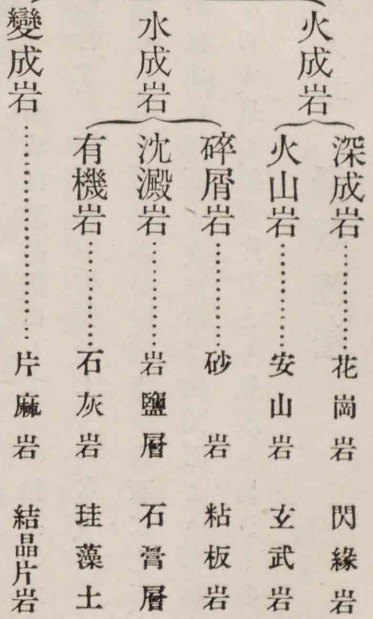 火成岩
深成岩…………花崗岩 閃緣岩
火山岩…………安山岩 玄武岩
水成岩
碎屑岩…………砂岩 粘板岩
沈澱岩…………岩鹽層 石膏層
有機岩…………石灰岩 珪藻土
變成岩……………………片麻岩 結晶片岩